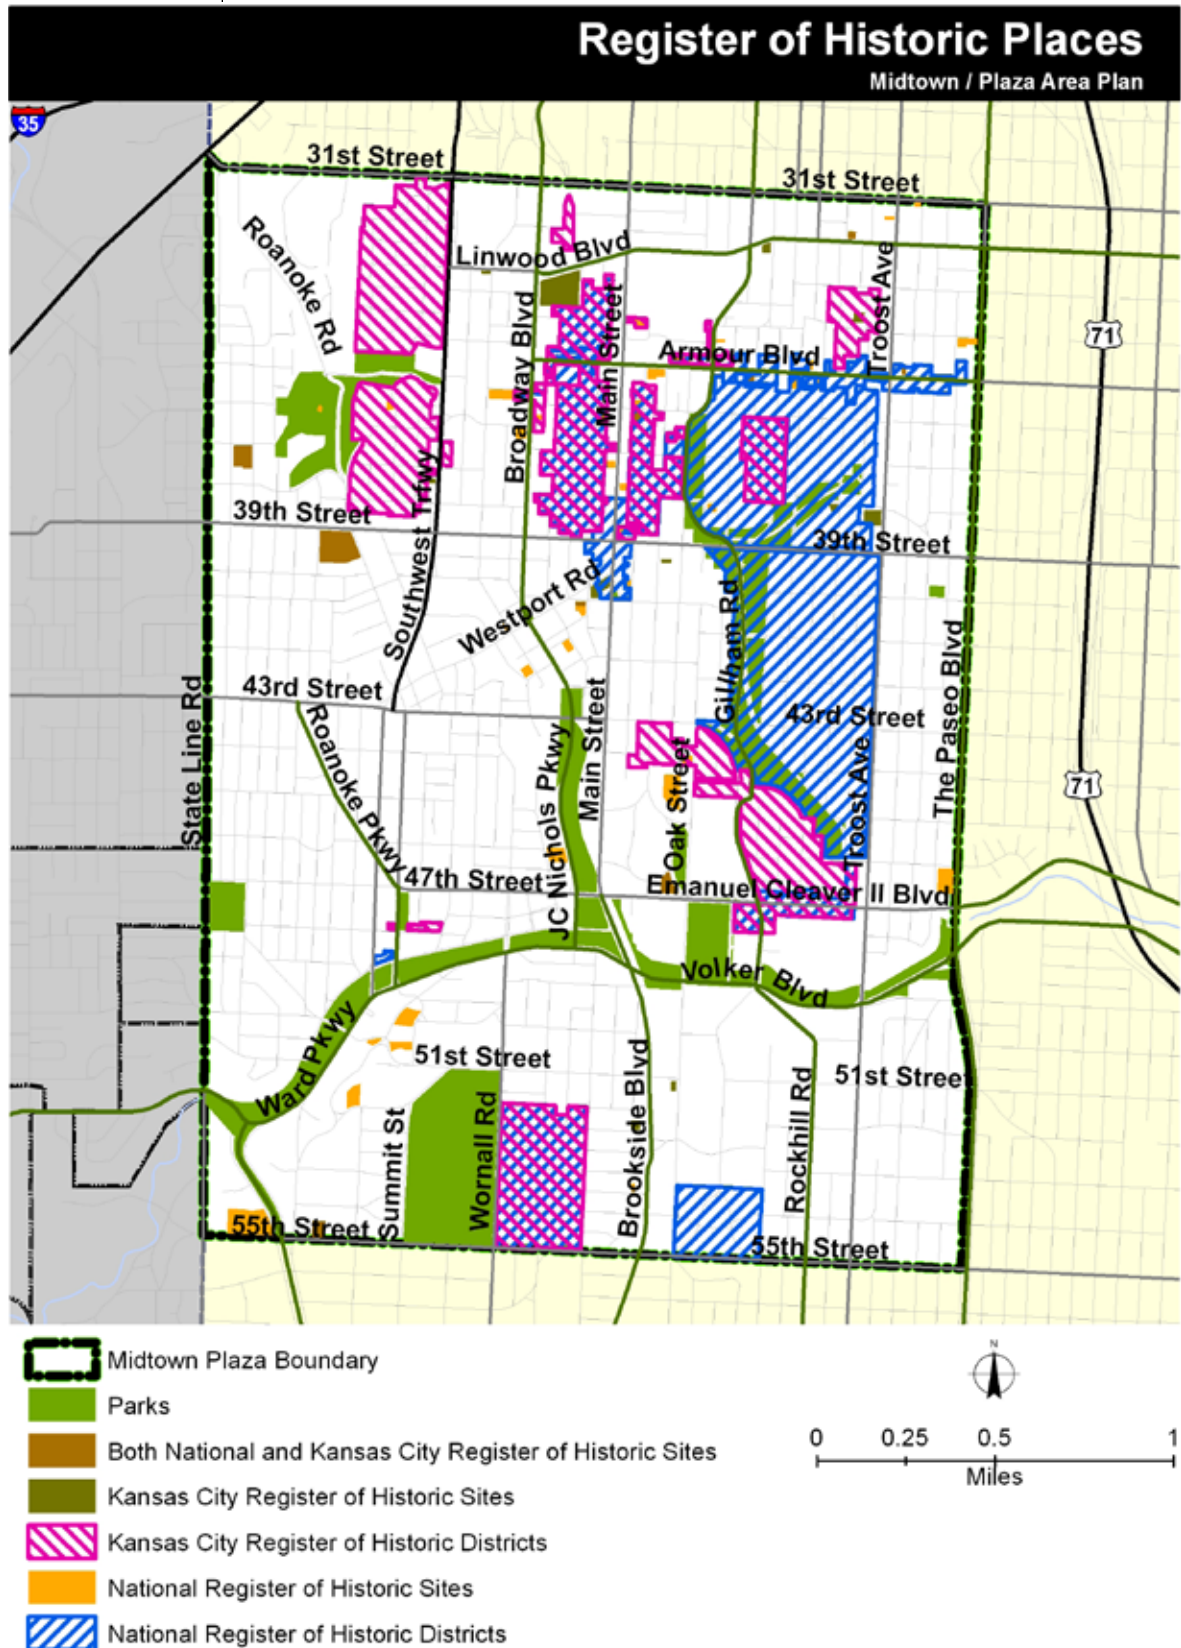 Register of Historic Places
Midtown / Plaza Area Plan
35
31st Street
31st Street
Roanoke Rd
Linwood Blvd
Broadway Blvd
Main Street
Troost Ave
71
Armour Blvd
39th Street
Southwest Trfwy
39th Street
Westport Rd
Gillham Rd
43rd Street
State Line Rd
Roanoke Pkwy
JC Nichols Pkwy
Main Street
Oak Street
43rd Street
Troost Ave
The Paseo Blvd
71
47th Street
Emanuel Cleaver II Blvd
Volker Blvd
Ward Pkwy
51st Street
51st Street
Summit St
Wornall Rd
Brookside Blvd
Rockhill Rd
55th Street
55th Street
Midtown Plaza Boundary
Parks
Both National and Kansas City Register of Historic Sites
Kansas City Register of Historic Sites
Kansas City Register of Historic Districts
National Register of Historic Sites
National Register of Historic Districts
N
0 0.25 0.5 1
Miles